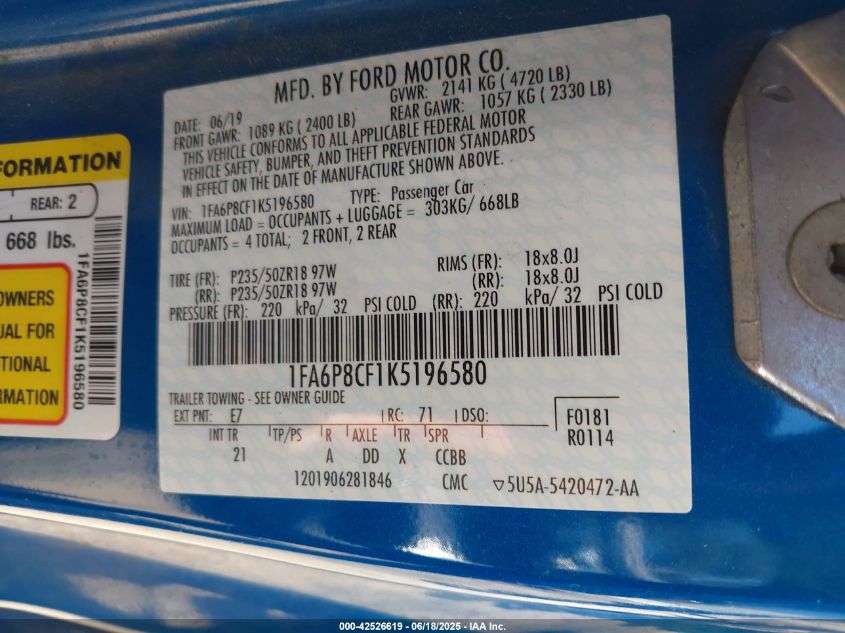 MFD. BY FORD MOTOR CO.
DATE: 06/19
GVWR: 2141 KG ( 4720 LB)
FRONT GAWR: 1089 KG ( 2400 LB)
REAR GAWR: 1057 KG ( 2330 LB)
THIS VEHICLE CONFORMS TO ALL APPLICABLE FEDERAL MOTOR
VEHICLE SAFETY, BUMPER, AND THEFT PREVENTION STANDARDS
IN EFFECT ON THE DATE OF MANUFACTURE SHOWN ABOVE.
VIN: 1FA6P8CF1K5196580
TYPE: Passenger Car
MAXIMUM LOAD = OCCUPANTS + LUGGAGE = 303KG/ 668LB
OCCUPANTS = 4 TOTAL; 2 FRONT, 2 REAR
TIRE (FR): P235/50ZR18 97W
RIMS (FR): 18x8.0J
(RR): P235/50ZR18 97W
(RR): 18x8.0J
PRESSURE (FR): 220 kPa/ 32 PSI COLD (RR): 220 kPa/ 32 PSI COLD
1FA6P8CF1K5196580
TRAILER TOWING - SEE OWNER GUIDE
EXT PNT: E7 RC: 71 DSO:
F0181
R0114
INT TR TP/PS R AXLE TR SPR
21 A DD X CCBB
1201906281846 CMC ▽5U5A-5420472-AA
FORMATION
REAR: 2
668 lbs.
OWNERS
UAL FOR
TIONAL
FORMATION
1FA6P8CF1K5196580
000-42526619 - 06/18/2025 - IAA Inc.